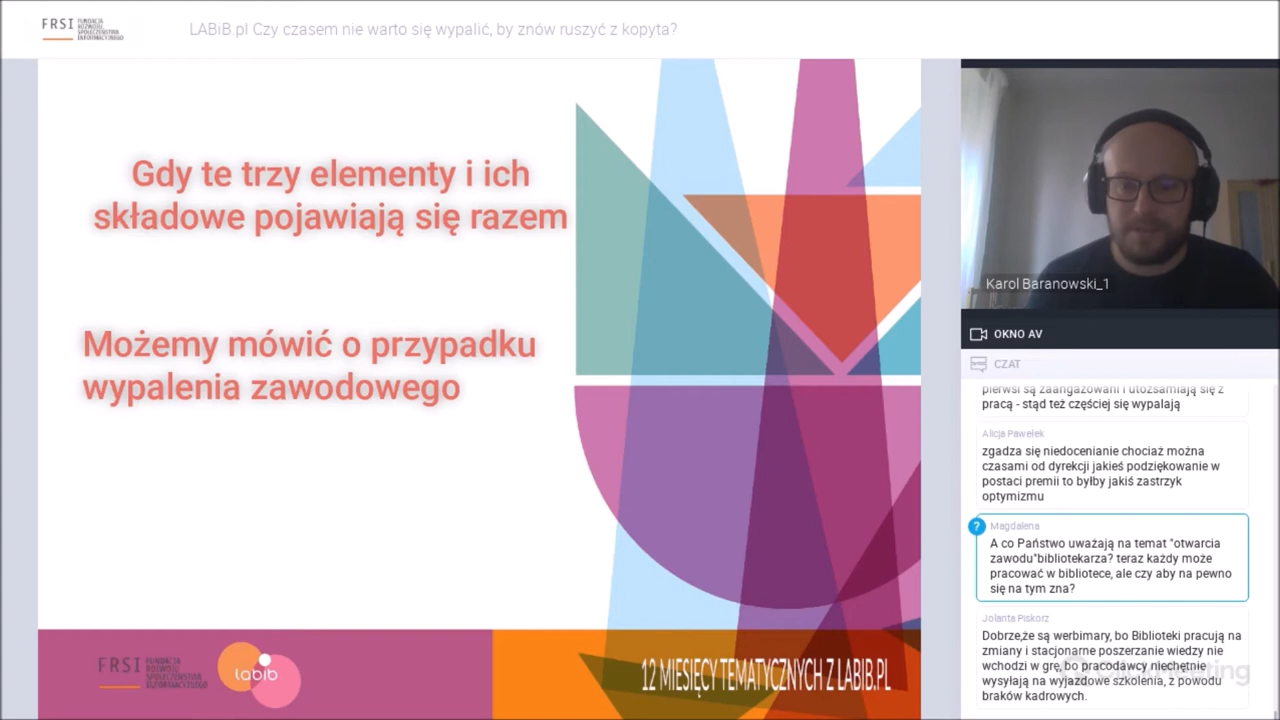 FRSI FUNDACJA
ROZWOJU
SPOŁECZEŃSTWA
INFORMACYJNEGO
LABiB.pl Czy czasem nie warto się wypalić, by znów ruszyć z kopyta?
Gdy te trzy elementy i ich
składowe pojawiają się razem
Możemy mówić o przypadku
wypalenia zawodowego
FRSI FUNDACJA
ROZWOJU
SPOŁECZEŃSTWA
INFORMACYJNEGO
labib
12 MIESIĘCY TEMATYCZNYCH Z LABIB.PL
Karol Baranowski_1
OKNO AV
CZAT
pierwsi są zaangażowani i utożsamiają się z
pracą - stąd też częściej się wypalają
Alicja Pawełek
zgadza się niedocenianie chociaż można
czasami od dyrekcji jakieś podziękowanie w
postaci premii to byłby jakiś zastrzyk
optymizmu
?
Magdalena
A co Państwo uważają na temat "otwarcia
zawodu"bibliotekarza? teraz każdy może
pracować w bibliotece, ale czy aby na pewno
się na tym zna?
Jolanta Piskorz
Dobrze,że są werbimary, bo Biblioteki pracują na
zmiany i stacjonarne poszerzanie wiedzy nie
wchodzi w grę, bo pracodawcy niechętnie
wysyłają na wyjazdowe szkolenia, z powodu
braków kadrowych.
ClickMeeting